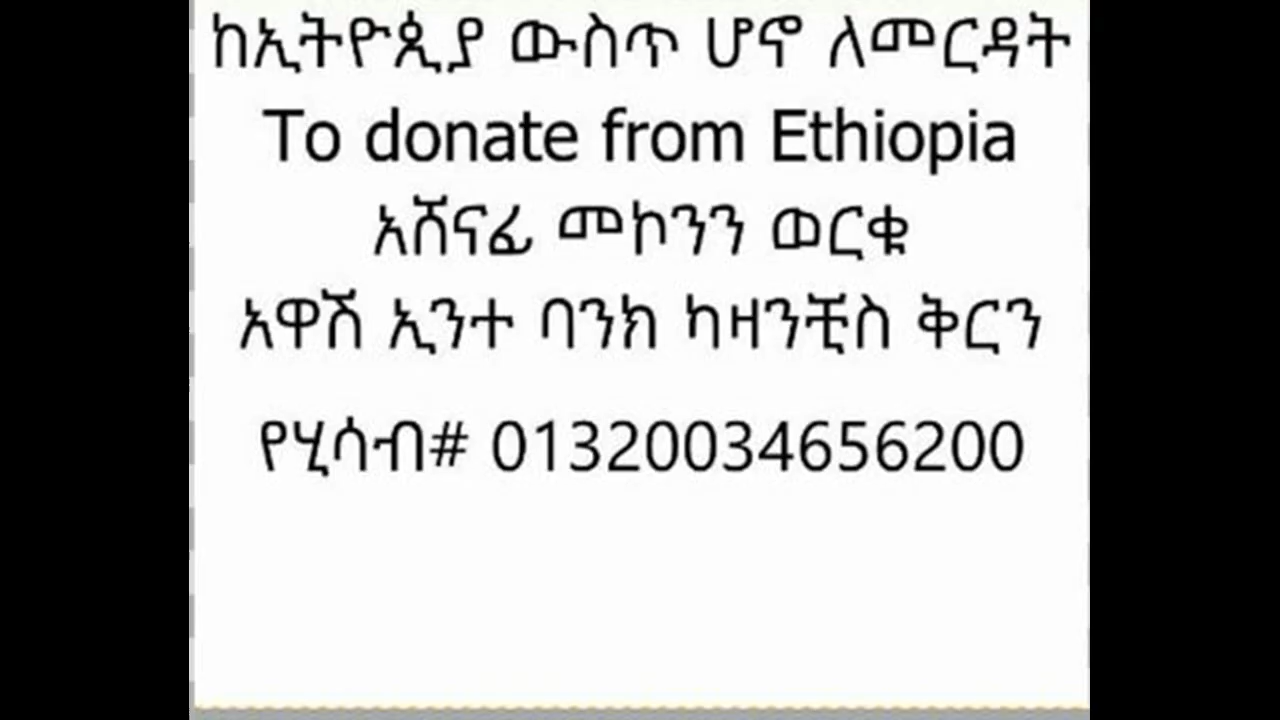 ከኢትዮጲያ ውስጥ ሆኖ ለመርዳት
To donate from Ethiopia
አሸናፊ መኮንን ወርቁ
አዋሽ ኢንተ ባንክ ካዛንቺስ ቅርን
የሂሳብ# 01320034656200